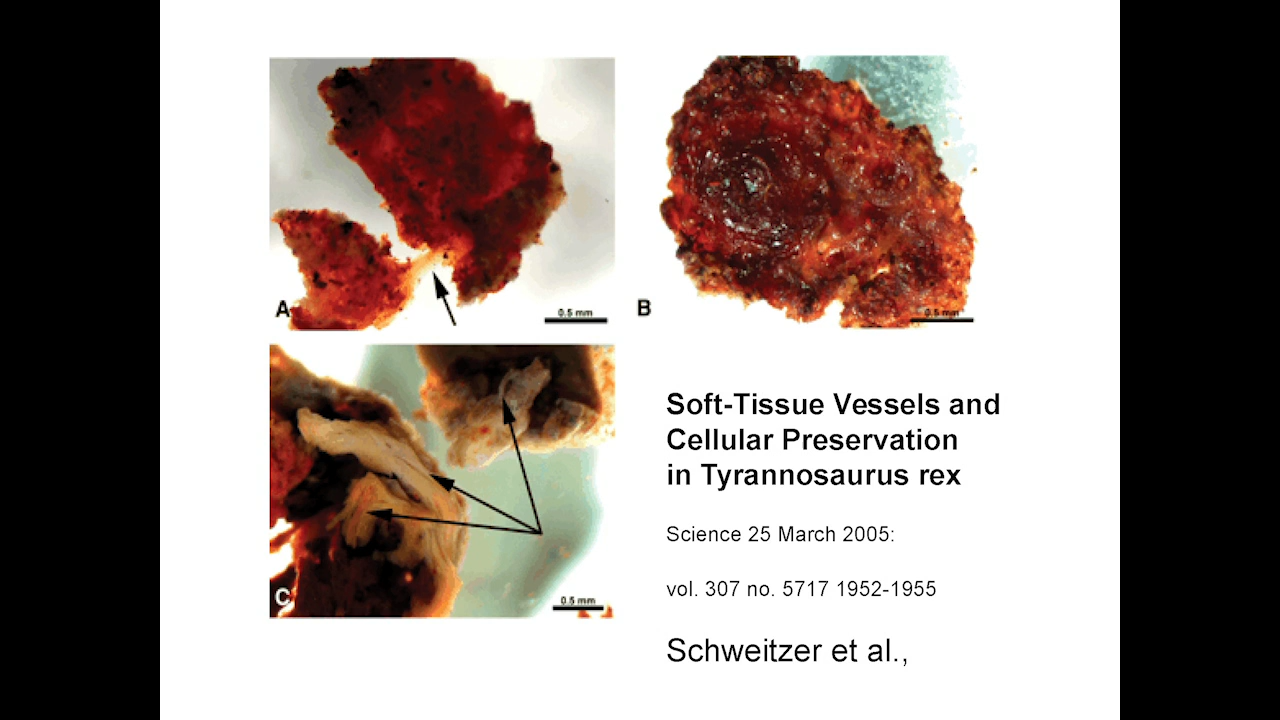 A
0.5 mm
B
0.5 mm
C
0.5 mm
Soft-Tissue Vessels and
Cellular Preservation
in Tyrannosaurus rex
Science 25 March 2005:
vol. 307 no. 5717 1952-1955
Schweitzer et al.,